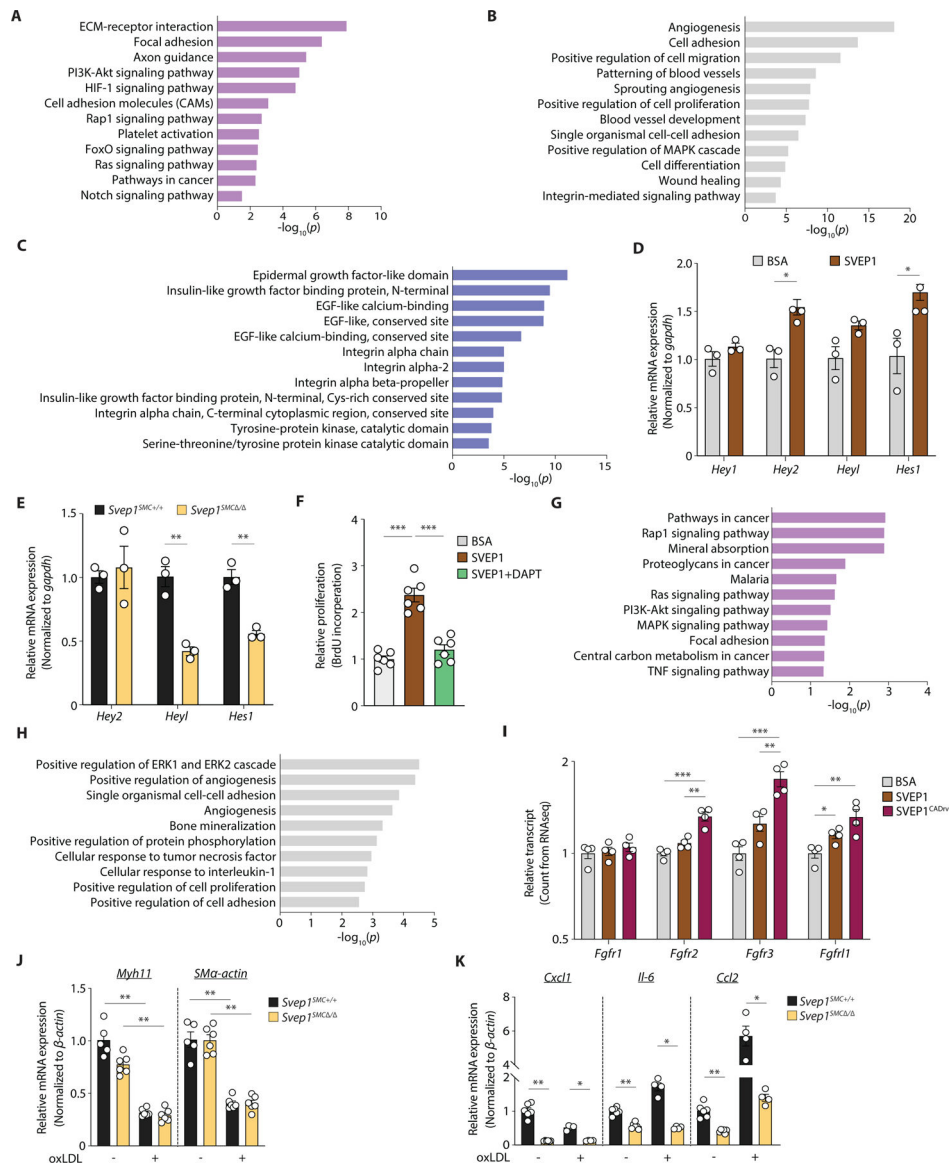 A
ECM-receptor interaction
Focal adhesion
Axon guidance
PI3K-Akt signaling pathway
HIF-1 signaling pathway
Cell adhesion molecules (CAMs)
Rap1 signaling pathway
Platelet activation
FoxO signaling pathway
Ras signaling pathway
Pathways in cancer
Notch signaling pathway
0 2 4 6 8 10
-log10(p)
B
Angiogenesis
Cell adhesion
Positive regulation of cell migration
Patterning of blood vessels
Sprouting angiogenesis
Positive regulation of cell proliferation
Blood vessel development
Single organismal cell-cell adhesion
Positive regulation of MAPK cascade
Cell differentiation
Wound healing
Integrin-mediated signaling pathway
0 5 10 15 20
-log10(p)
C
Epidermal growth factor-like domain
Insulin-like growth factor binding protein, N-terminal
EGF-like calcium-binding
EGF-like, conserved site
EGF-like calcium-binding, conserved site
Integrin alpha chain
Integrin alpha-2
Integrin alpha beta-propeller
Insulin-like growth factor binding protein, N-terminal, Cys-rich conserved site
Integrin alpha chain, C-terminal cytoplasmic region, conserved site
Tyrosine-protein kinase, catalytic domain
Serine-threonine/tyrosine protein kinase catalytic domain
0 5 10 15
-log10(p)
D
BSA SVEP1
Relative mRNA expression
(Normalized to gapdh)
2.0
1.5
1.0
0.5
0
* *
Hey1 Hey2 Heyl Hes1
E
Svep1SMC+/+ Svep1SMCΔ/Δ
Relative mRNA expression
(Normalized to gapdh)
1.5
1.0
0.5
0
** **
Hey2 Heyl Hes1
F
Relative proliferation
(BrdU incorperation)
4
3
2
1
0
*** ***
BSA
SVEP1
SVEP1+DAPT
G
Pathways in cancer
Rap1 signaling pathway
Mineral absorption
Proteoglycans in cancer
Malaria
Ras signaling pathway
PI3K-Akt singaling pathway
MAPK signaling pathway
Focal adhesion
Central carbon metabolism in cancer
TNF signaling pathway
0 1 2 3 4
-log10(p)
H
Positive regulation of ERK1 and ERK2 cascade
Positive regulation of angiogenesis
Single organismal cell-cell adhesion
Angiogenesis
Bone mineralization
Positive regulation of protein phosphorylation
Cellular response to tumor necrosis factor
Cellular response to interleukin-1
Positive regulation of cell proliferation
Positive regulation of cell adhesion
0 1 2 3 4 5
-log10(p)
I
Relative transcript
(Count from RNAseq)
2
1
0.5
*** ** *** ** ** *
BSA
SVEP1
SVEP1CADrv
Fgfr1 Fgfr2 Fgfr3 Fgfrl1
J
Myh11 SMα-actin
Relative mRNA expression
(Normalized to β-actin)
1.5
1.0
0.5
0
** ** ** **
Svep1SMC+/+
Svep1SMCΔ/Δ
oxLDL - + - +
K
Cxcl1 Il-6 Ccl2
Relative mRNA expression
(Normalized to β-actin)
8
6
4
2
1
0
** * ** * ** *
Svep1SMC+/+
Svep1SMCΔ/Δ
oxLDL - + - + - +